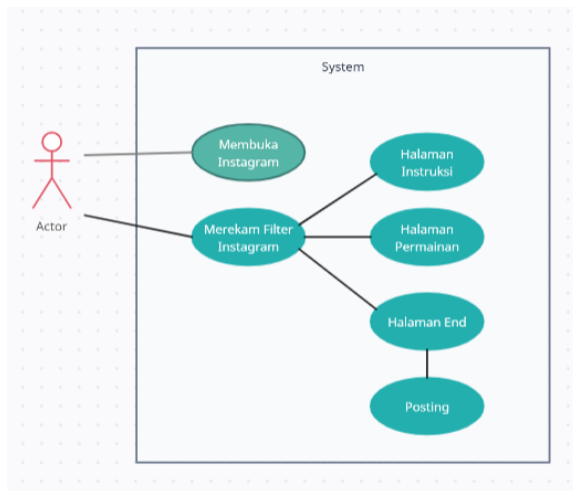 System
Membuka
Instagram
Halaman
Instruksi
Actor
Merekam Filter
Instagram
Halaman
Permainan
Halaman End
Posting